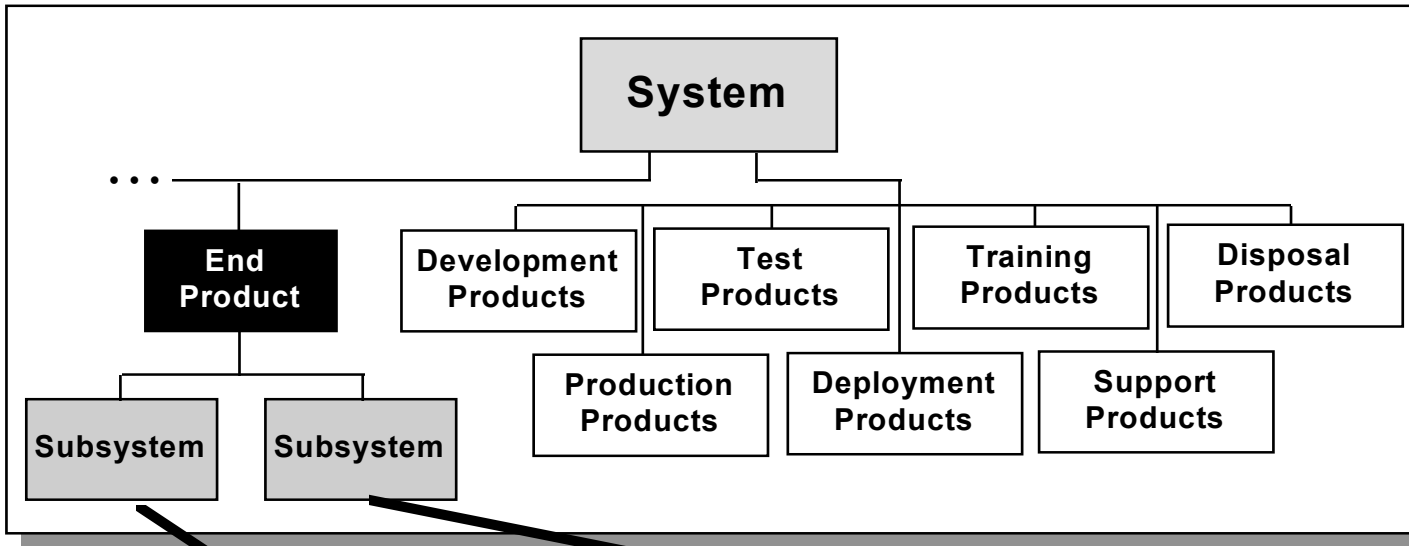 System
• • •
End
Product
Development
Products
Test
Products
Training
Products
Disposal
Products
Production
Products
Deployment
Products
Support
Products
Subsystem
Subsystem